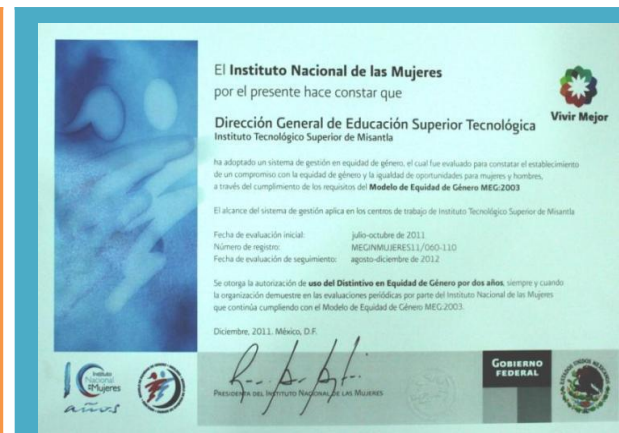 El Instituto Nacional de las Mujeres
por el presente hace constar que
Vivir Mejor
Dirección General de Educación Superior Tecnológica
Instituto Tecnológico Superior de Misantla
ha adoptado un sistema de gestión en equidad de género, el cual fue evaluado para constatar el establecimiento
de un compromiso con la equidad de género y la igualdad de oportunidades para mujeres y hombres,
a través del cumplimiento de los requisitos del Modelo de Equidad de Género MEG:2003
El alcance del sistema de gestión aplica en los centros de trabajo de Instituto Tecnológico Superior de Misantla
Fecha de evaluación inicial: julio-octubre de 2011
Número de registro: MEGINMUJERES11/060-110
Fecha de evaluación de seguimiento: agosto-diciembre de 2012
Se otorga la autorización de uso del Distintivo en Equidad de Género por dos años, siempre y cuando
la organización demuestre en las evaluaciones periódicas por parte del Instituto Nacional de las Mujeres
que continúa cumpliendo con el Modelo de Equidad de Género MEG:2003.
Diciembre, 2011. México, D.F.
Presidenta del Instituto Nacional de las Mujeres
Instituto
Nacional
de las
Mujeres
años
GOBIERNO
FEDERAL
ESTADOS UNIDOS MEXICANOS